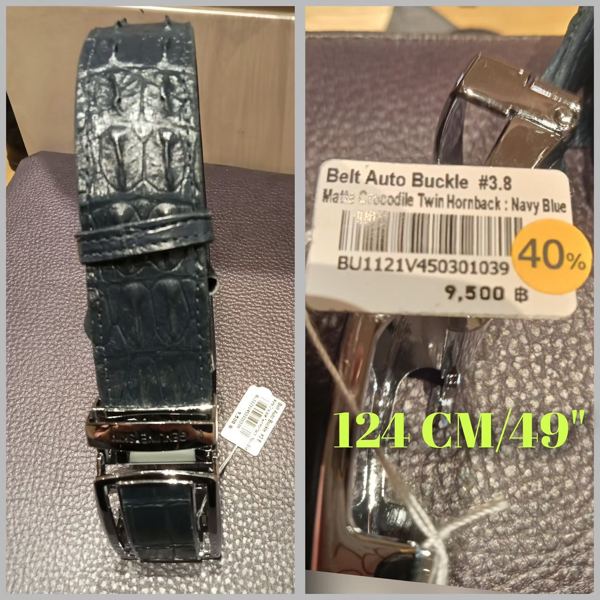 Belt Auto Buckle #3.8
Matte Crocodile Twin Hornback : Navy Blue
BU1121V450301039
40%
9,500 ฿
124 CM/49"